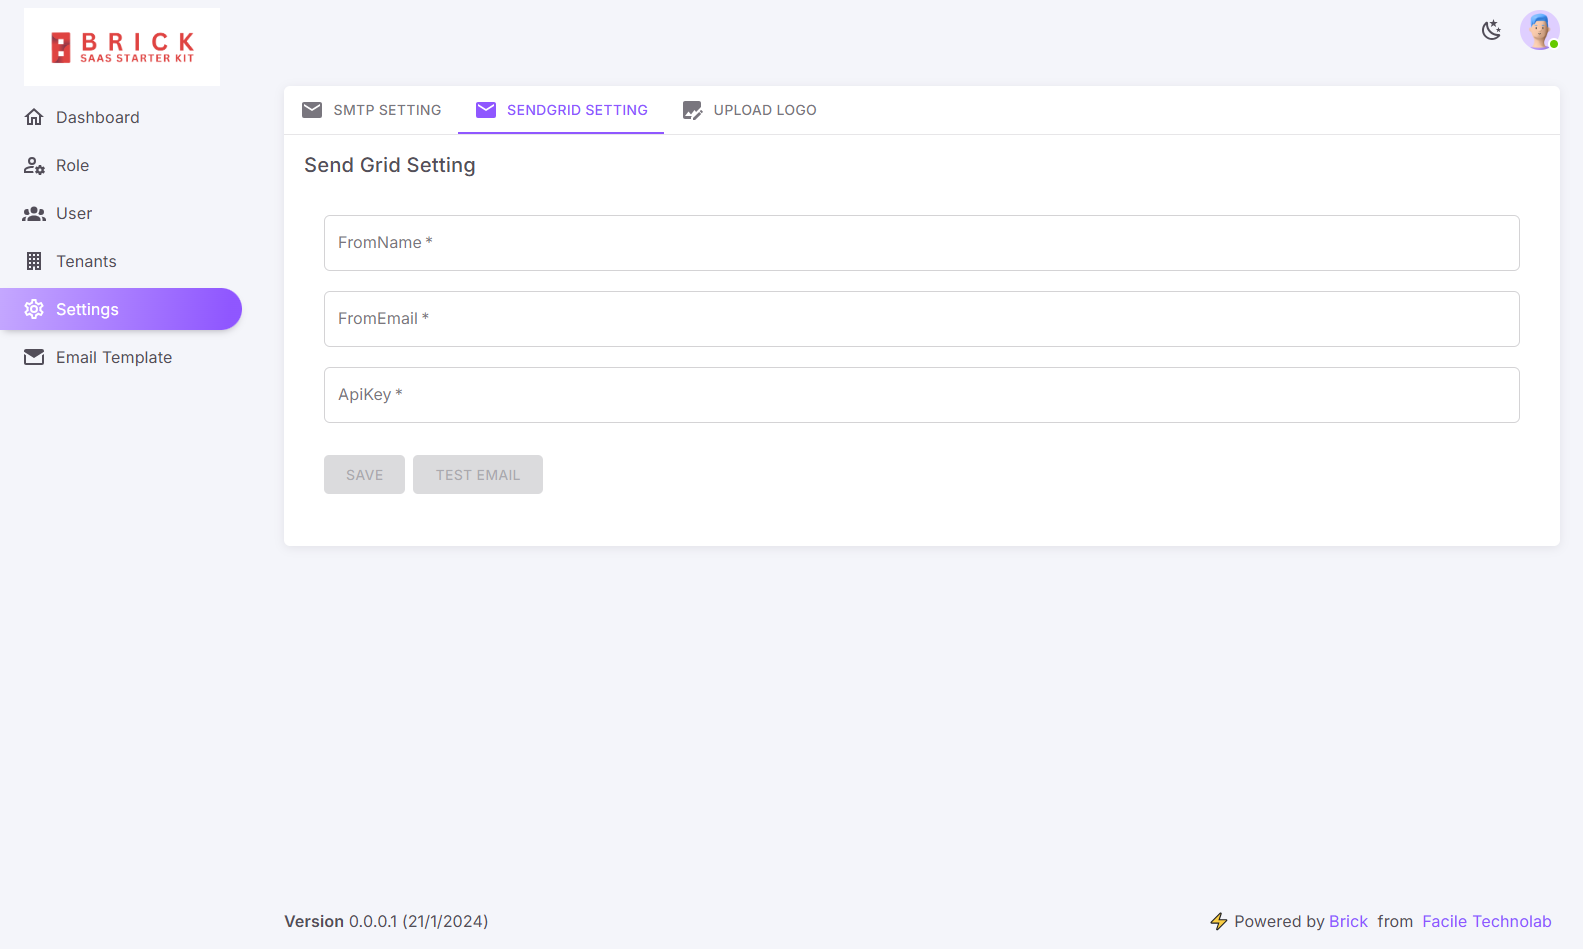 BRICK
SAAS STARTER KIT
Dashboard
Role
User
Tenants
Settings
Email Template
SMTP SETTING
SENDGRID SETTING
UPLOAD LOGO
Send Grid Setting
FromName *
FromEmail *
ApiKey *
SAVE
TEST EMAIL
Version 0.0.0.1 (21/1/2024)
Powered by Brick from Facile Technolab